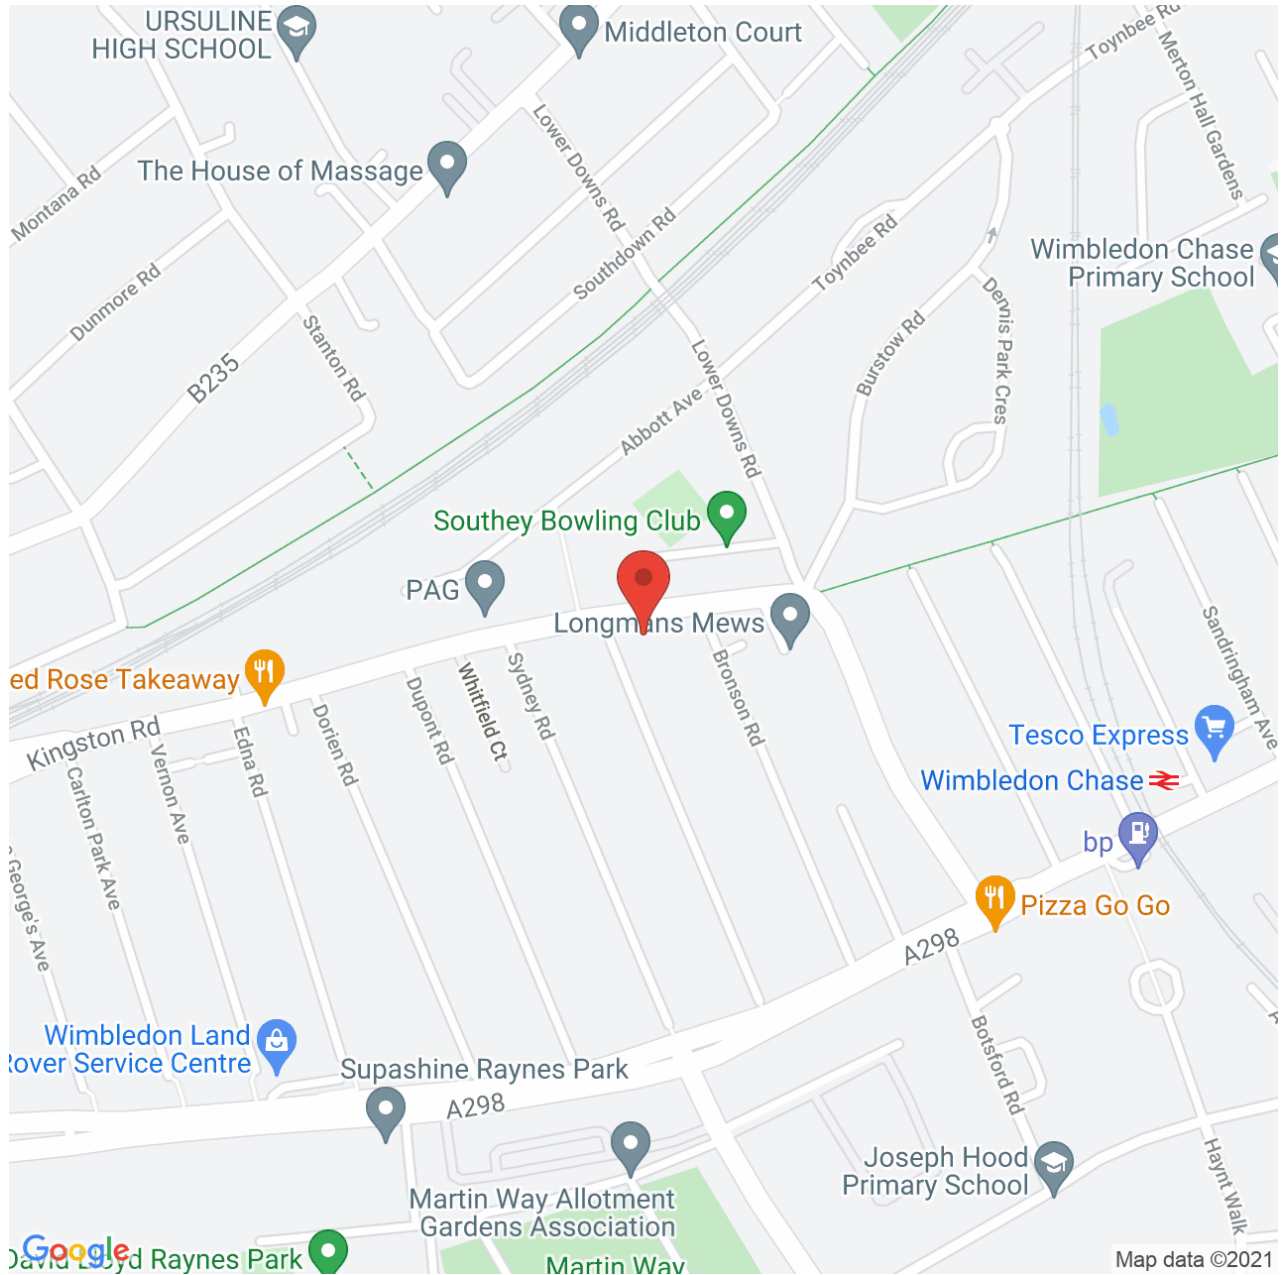 URSULINE
HIGH SCHOOL
Middleton Court
Toynbee Rd
Merton Hall Gardens
Lower Downs Rd
The House of Massage
Montana Rd
Southdown Rd
Toynbee Rd
Wimbledon Chase
Primary School
Dunmore Rd
Stanton Rd
Dennis Park Cres
Burstow Rd
B235
Lower Downs Rd
Abbott Ave
Southey Bowling Club
PAG
Longmans Mews
Sandringham Ave
ed Rose Takeaway
Whitfield Ct
Sydney Rd
Bronson Rd
Dupont Rd
Dorien Rd
Kingston Rd
Edna Rd
Vernon Ave
Carlton Park Ave
Tesco Express
Wimbledon Chase
bp
George's Ave
Pizza Go Go
A298
Wimbledon Land
Rover Service Centre
Supashine Raynes Park
A298
Botsford Rd
Joseph Hood
Primary School
Haynt Walk
Martin Way Allotment
Gardens Association
Google
David Lloyd Raynes Park
Martin Way
Map data ©2021